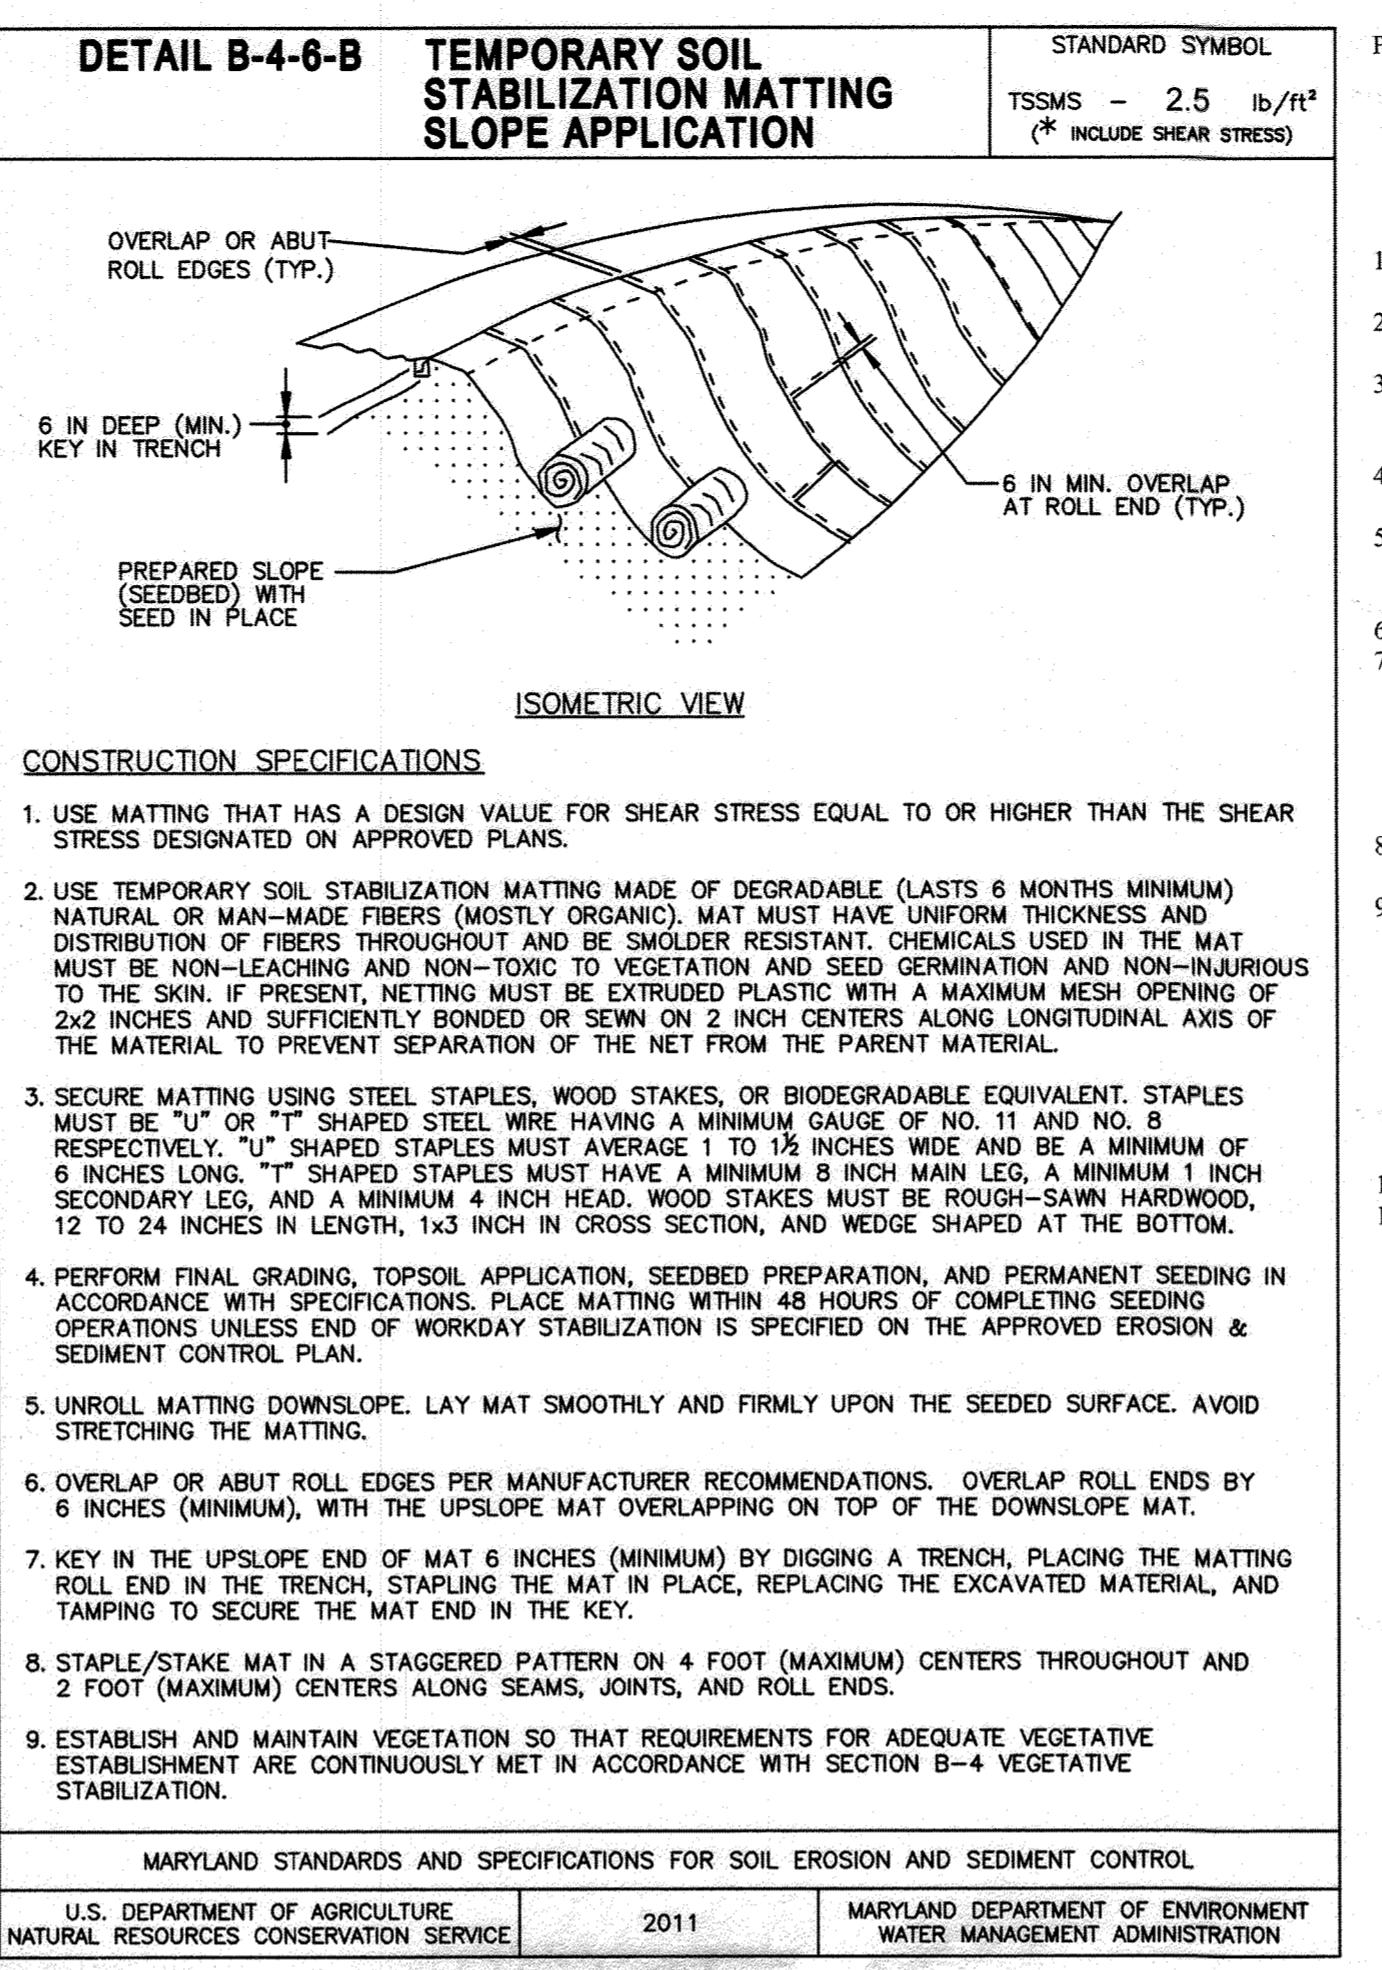 DETAIL B-4-6-B
TEMPORARY SOIL
STABILIZATION MATTING
SLOPE APPLICATION
STANDARD SYMBOL
TSSMS - 2.5 lb/ft²
(* INCLUDE SHEAR STRESS)
OVERLAP OR ABUT
ROLL EDGES (TYP.)
6 IN DEEP (MIN.)
KEY IN TRENCH
6 IN MIN. OVERLAP
AT ROLL END (TYP.)
PREPARED SLOPE
(SEEDBED) WITH
SEED IN PLACE
ISOMETRIC VIEW
CONSTRUCTION SPECIFICATIONS
1. USE MATTING THAT HAS A DESIGN VALUE FOR SHEAR STRESS EQUAL TO OR HIGHER THAN THE SHEAR
STRESS DESIGNATED ON APPROVED PLANS.
2. USE TEMPORARY SOIL STABILIZATION MATTING MADE OF DEGRADABLE (LASTS 6 MONTHS MINIMUM)
NATURAL OR MAN-MADE FIBERS (MOSTLY ORGANIC). MAT MUST HAVE UNIFORM THICKNESS AND
DISTRIBUTION OF FIBERS THROUGHOUT AND BE SMOLDER RESISTANT. CHEMICALS USED IN THE MAT
MUST BE NON-LEACHING AND NON-TOXIC TO VEGETATION AND SEED GERMINATION AND NON-INJURIOUS
TO THE SKIN. IF PRESENT, NETTING MUST BE EXTRUDED PLASTIC WITH A MAXIMUM MESH OPENING OF
2x2 INCHES AND SUFFICIENTLY BONDED OR SEWN ON 2 INCH CENTERS ALONG LONGITUDINAL AXIS OF
THE MATERIAL TO PREVENT SEPARATION OF THE NET FROM THE PARENT MATERIAL.
3. SECURE MATTING USING STEEL STAPLES, WOOD STAKES, OR BIODEGRADABLE EQUIVALENT. STAPLES
MUST BE "U" OR "T" SHAPED STEEL WIRE HAVING A MINIMUM GAUGE OF NO. 11 AND NO. 8
RESPECTIVELY. "U" SHAPED STAPLES MUST AVERAGE 1 TO 1½ INCHES WIDE AND BE A MINIMUM OF
6 INCHES LONG. "T" SHAPED STAPLES MUST HAVE A MINIMUM 8 INCH MAIN LEG, A MINIMUM 1 INCH
SECONDARY LEG, AND A MINIMUM 4 INCH HEAD. WOOD STAKES MUST BE ROUGH-SAWN HARDWOOD,
12 TO 24 INCHES IN LENGTH, 1x3 INCH IN CROSS SECTION, AND WEDGE SHAPED AT THE BOTTOM.
4. PERFORM FINAL GRADING, TOPSOIL APPLICATION, SEEDBED PREPARATION, AND PERMANENT SEEDING IN
ACCORDANCE WITH SPECIFICATIONS. PLACE MATTING WITHIN 48 HOURS OF COMPLETING SEEDING
OPERATIONS UNLESS END OF WORKDAY STABILIZATION IS SPECIFIED ON THE APPROVED EROSION &
SEDIMENT CONTROL PLAN.
5. UNROLL MATTING DOWNSLOPE. LAY MAT SMOOTHLY AND FIRMLY UPON THE SEEDED SURFACE. AVOID
STRETCHING THE MATTING.
6. OVERLAP OR ABUT ROLL EDGES PER MANUFACTURER RECOMMENDATIONS. OVERLAP ROLL ENDS BY
6 INCHES (MINIMUM), WITH THE UPSLOPE MAT OVERLAPPING ON TOP OF THE DOWNSLOPE MAT.
7. KEY IN THE UPSLOPE END OF MAT 6 INCHES (MINIMUM) BY DIGGING A TRENCH, PLACING THE MATTING
ROLL END IN THE TRENCH, STAPLING THE MAT IN PLACE, REPLACING THE EXCAVATED MATERIAL, AND
TAMPING TO SECURE THE MAT END IN THE KEY.
8. STAPLE/STAKE MAT IN A STAGGERED PATTERN ON 4 FOOT (MAXIMUM) CENTERS THROUGHOUT AND
2 FOOT (MAXIMUM) CENTERS ALONG SEAMS, JOINTS, AND ROLL ENDS.
9. ESTABLISH AND MAINTAIN VEGETATION SO THAT REQUIREMENTS FOR ADEQUATE VEGETATIVE
ESTABLISHMENT ARE CONTINUOUSLY MET IN ACCORDANCE WITH SECTION B-4 VEGETATIVE
STABILIZATION.
MARYLAND STANDARDS AND SPECIFICATIONS FOR SOIL EROSION AND SEDIMENT CONTROL
U.S. DEPARTMENT OF AGRICULTURE
NATURAL RESOURCES CONSERVATION SERVICE
2011
MARYLAND DEPARTMENT OF ENVIRONMENT
WATER MANAGEMENT ADMINISTRATION